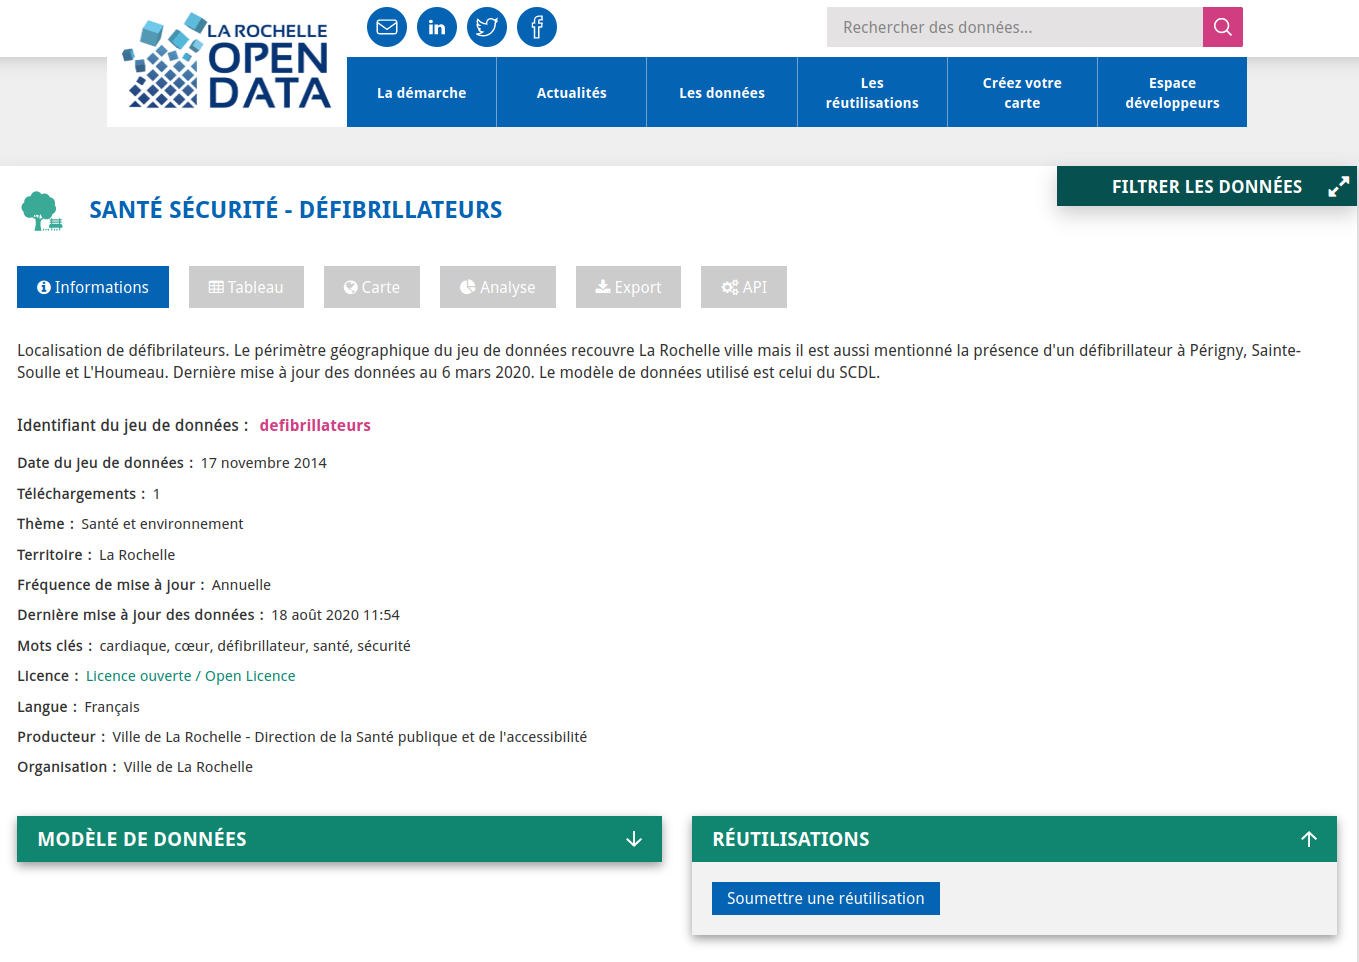 LA ROCHELLE
OPEN
DATA
Rechercher des données...
La démarche
Actualités
Les données
Les
réutilisations
Créez votre
carte
Espace
développeurs
FILTRER LES DONNÉES
SANTÉ SÉCURITÉ - DÉFIBRILLATEURS
Informations
Tableau
Carte
Analyse
Export
API
Localisation de défibrilateurs. Le périmètre géographique du jeu de données recouvre La Rochelle ville mais il est aussi mentionné la présence d'un défibrillateur à Périgny, Sainte-
Soulle et L'Houmeau. Dernière mise à jour des données au 6 mars 2020. Le modèle de données utilisé est celui du SCDL.
Identifiant du jeu de données : defibrillateurs
Date du jeu de données : 17 novembre 2014
Téléchargements : 1
Thème : Santé et environnement
Territoire : La Rochelle
Fréquence de mise à jour : Annuelle
Dernière mise à jour des données : 18 août 2020 11:54
Mots clés : cardiaque, cœur, défibrillateur, santé, sécurité
Licence : Licence ouverte / Open Licence
Langue : Français
Producteur : Ville de La Rochelle - Direction de la Santé publique et de l'accessibilité
Organisation : Ville de La Rochelle
MODÈLE DE DONNÉES
RÉUTILISATIONS
Soumettre une réutilisation